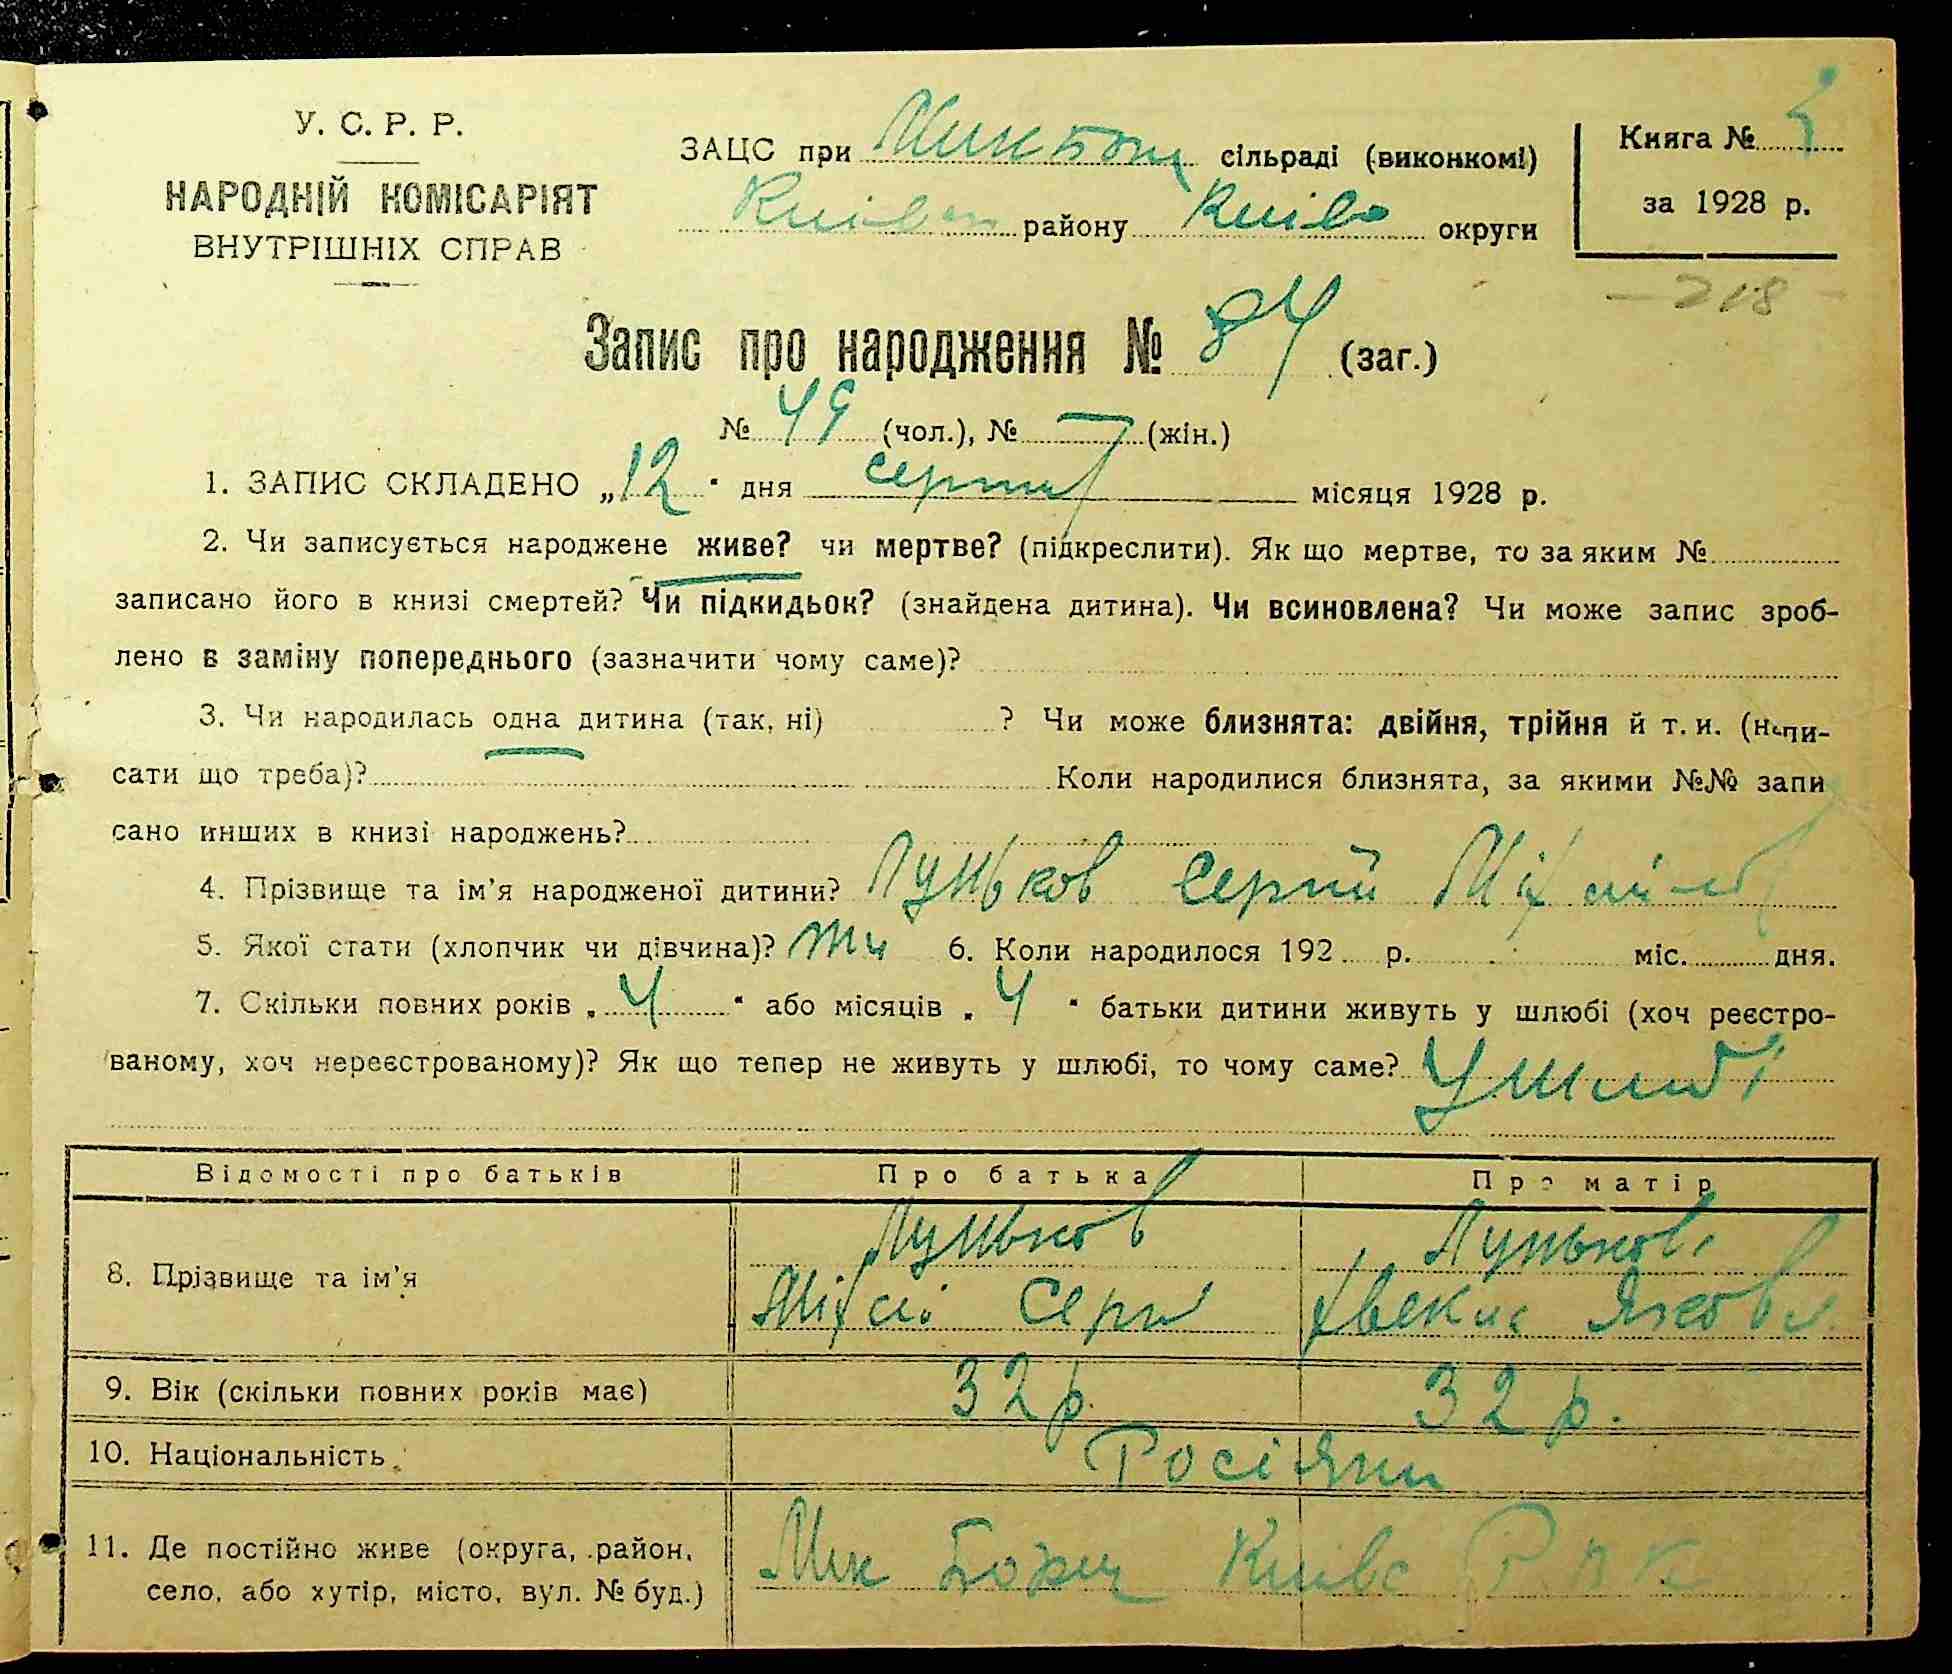 У. С. Р. Р.
НАРОДНІЙ КОМІСАРІЯТ
ВНУТРІШНІХ СПРАВ
ЗАЦС при сільраді (виконкомі)
району Київс округи
Книга №
за 1928 р.
218
Запис про народження № 84 (заг.)
№ 49 (чол.), № — (жін.)
1. ЗАПИС СКЛАДЕНО „12" дня серпня місяця 1928 р.
2. Чи записується народжене живе? чи мертве? (підкреслити). Як що мертве, то за яким №
записано його в книзі смертей? Чи підкидьок? (знайдена дитина). Чи всиновлена? Чи може запис зроб-
лено в заміну попереднього (зазначити чому саме)?
3. Чи народилась одна дитина (так, ні) ? Чи може близнята: двійня, трійня й т. и. (напи-
сати що треба)? Коли народилися близнята, за якими №№ запи
сано инших в книзі народжень?
4. Прізвище та ім'я народженої дитини? Луньков Сергій
5. Якої стати (хлопчик чи дівчина)? 6. Коли народилося 192 р. міс. дня.
7. Скільки повних років „4" або місяців „4" батьки дитини живуть у шлюбі (хоч реєстро-
ваному, хоч нереєстрованому)? Як що тепер не живуть у шлюбі, то чому саме? У шлюбі
Відомості про батьків Про батька Про матір
8. Прізвище та ім'я Луньков Лунькова
9. Вік (скільки повних років має) 32 р. 32 р.
10. Національність Росіяни
11. Де постійно живе (округа, район, село, або хутір, місто, вул. № буд.) Мик Борщ Київс